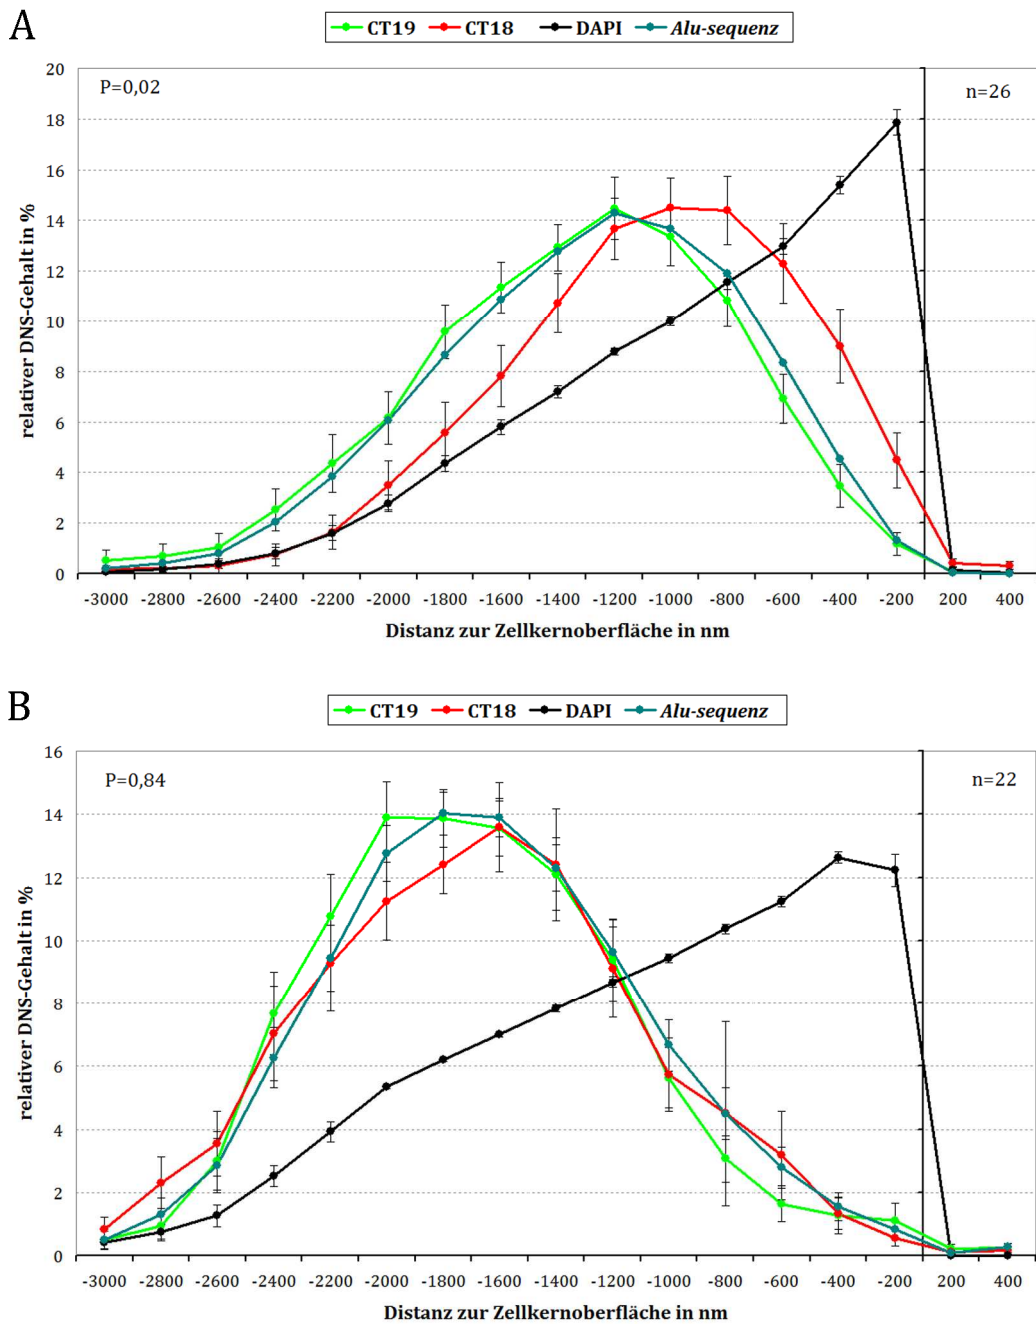 A
CT19 CT18 DAPI Alu-sequenz
P=0,02
n=26
relativer DNS-Gehalt in %
20
18
16
14
12
10
8
6
4
2
0
-3000 -2800 -2600 -2400 -2200 -2000 -1800 -1600 -1400 -1200 -1000 -800 -600 -400 -200 200 400
Distanz zur Zellkernoberfläche in nm
B
CT19 CT18 DAPI Alu-sequenz
P=0,84
n=22
relativer DNS-Gehalt in %
16
14
12
10
8
6
4
2
0
-3000 -2800 -2600 -2400 -2200 -2000 -1800 -1600 -1400 -1200 -1000 -800 -600 -400 -200 200 400
Distanz zur Zellkernoberfläche in nm